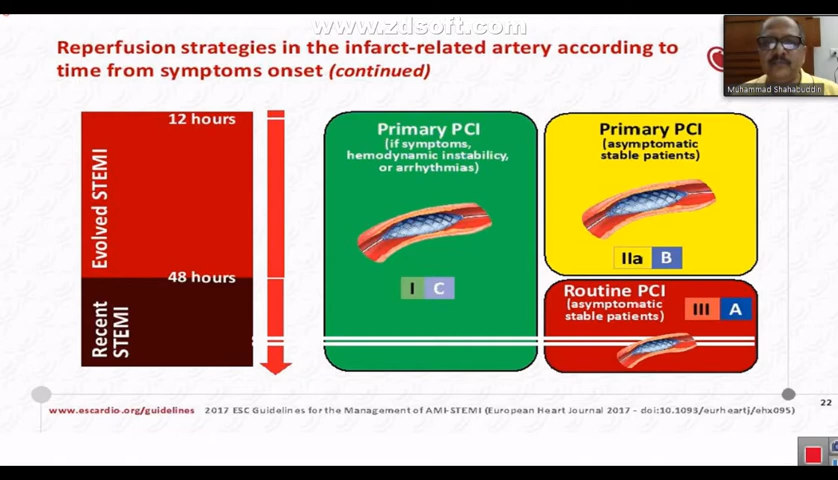 www.zdsoft.com
Reperfusion strategies in the infarct-related artery according to
time from symptoms onset (continued)
Muhammad Shahabuddin
12 hours
Evolved STEMI
48 hours
Recent
STEMI
Primary PCI
(if symptoms,
hemodynamic instabilicy,
or arrhythmias)
I C
Primary PCI
(asymptomatic
stable patients)
IIa B
Routine PCI
(asymptomatic
stable patients)
III A
22
www.escardio.org/guidelines 2017 ESC Guidelines for the Management of AMI-STEMI (European Heart Journal 2017 - doi:10.1093/eurheartj/ehx095)